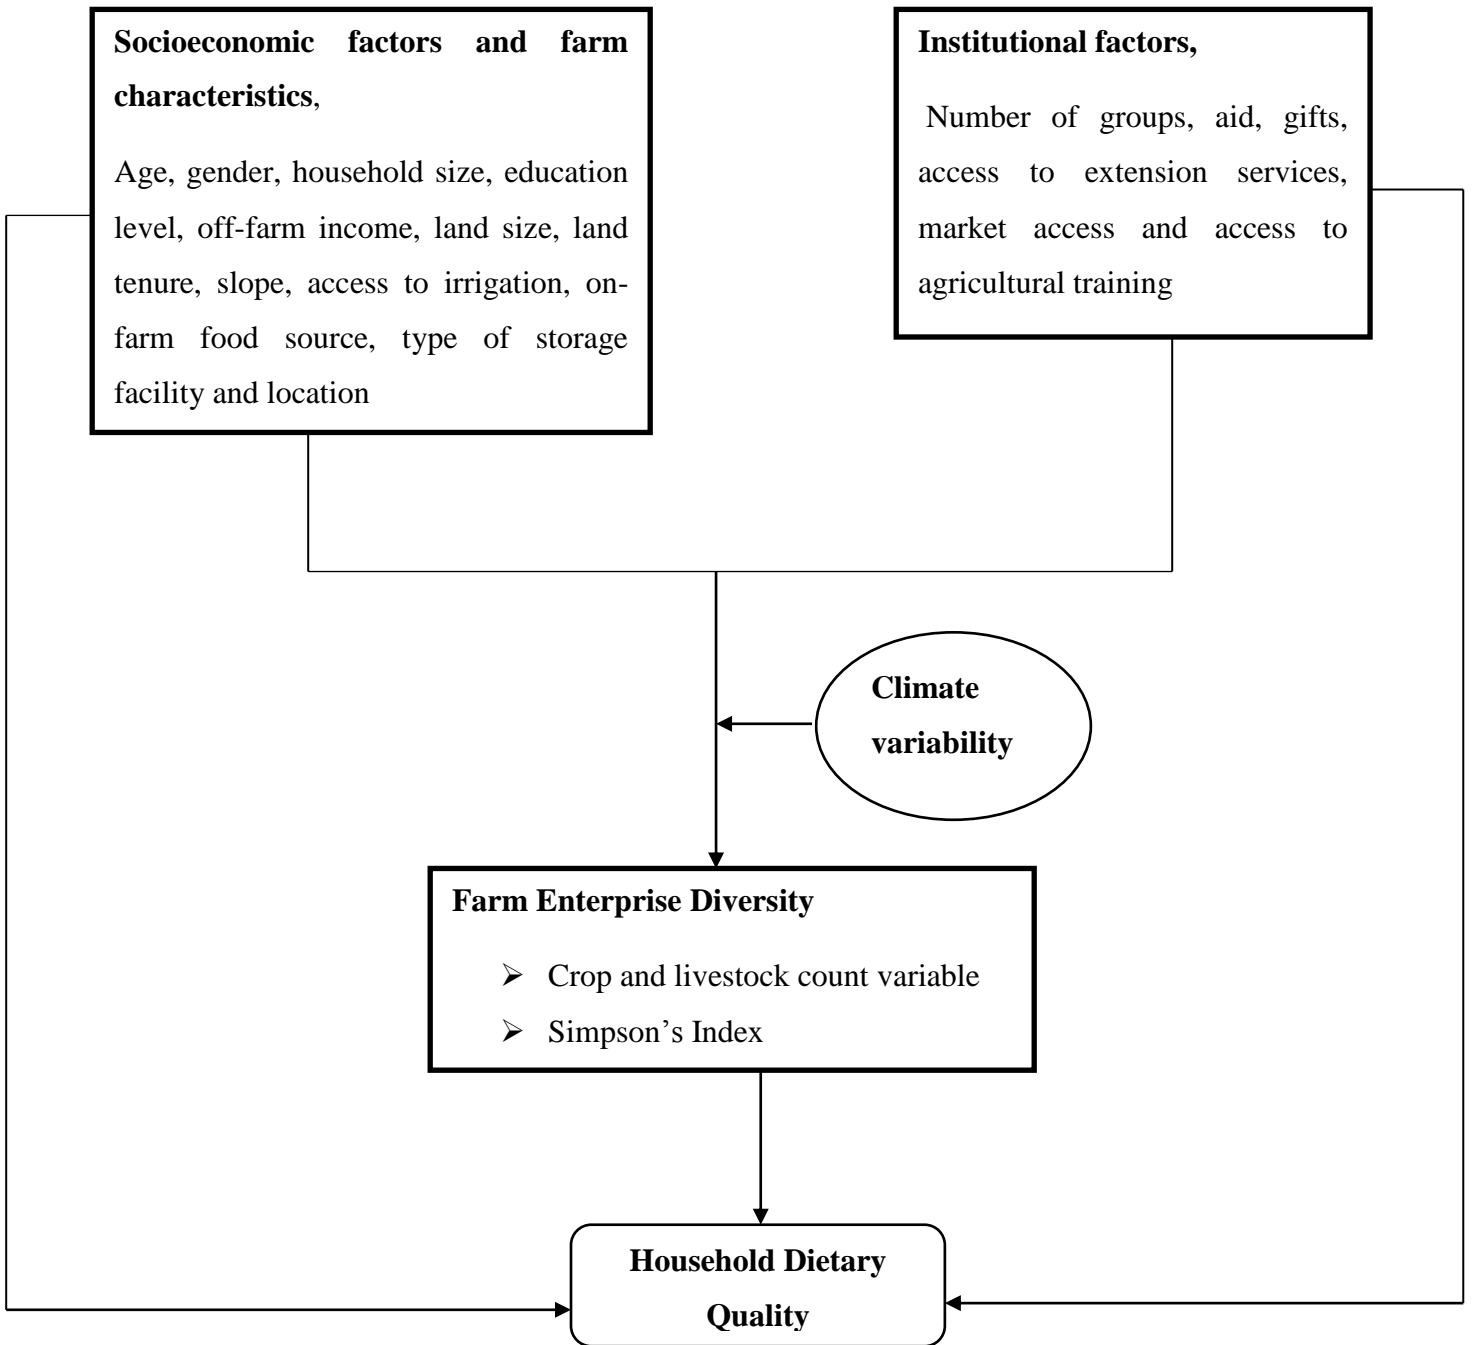 Socioeconomic factors and farm
characteristics,
Age, gender, household size, education
level, off-farm income, land size, land
tenure, slope, access to irrigation, on-
farm food source, type of storage
facility and location
Institutional factors,
Number of groups, aid, gifts,
access to extension services,
market access and access to
agricultural training
Climate
variability
Farm Enterprise Diversity
➢ Crop and livestock count variable
➢ Simpson’s Index
Household Dietary
Quality